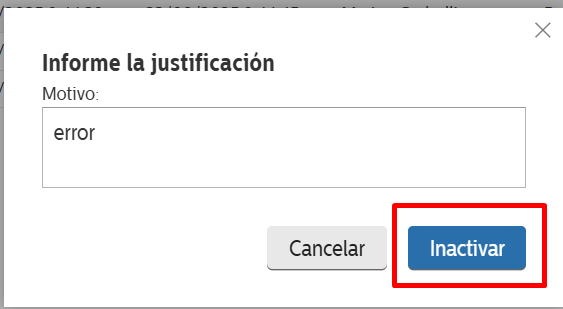 Informe la justificación
Motivo:
error
Cancelar
Inactivar